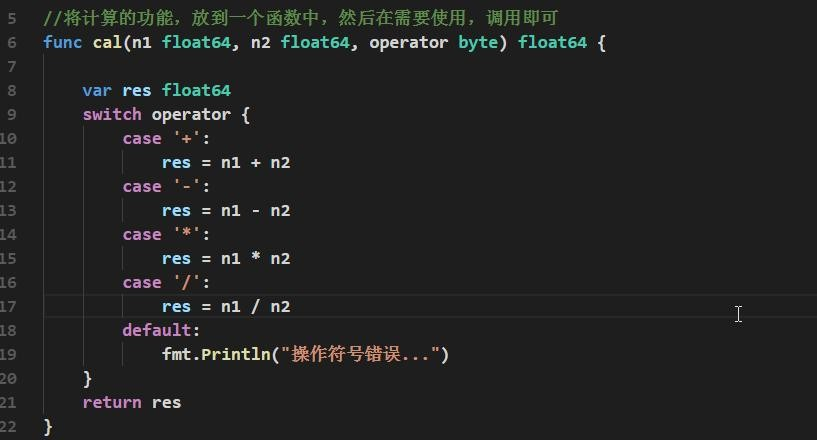 5 //将计算的功能，放到一个函数中，然后在需要使用，调用即可
6 func cal(n1 float64, n2 float64, operator byte) float64 {
7
8     var res float64
9     switch operator {
10         case '+':
11             res = n1 + n2
12         case '-':
13             res = n1 - n2
14         case '*':
15             res = n1 * n2
16         case '/':
17             res = n1 / n2
18         default:
19             fmt.Println("操作符号错误...")
20     }
21     return res
22 }